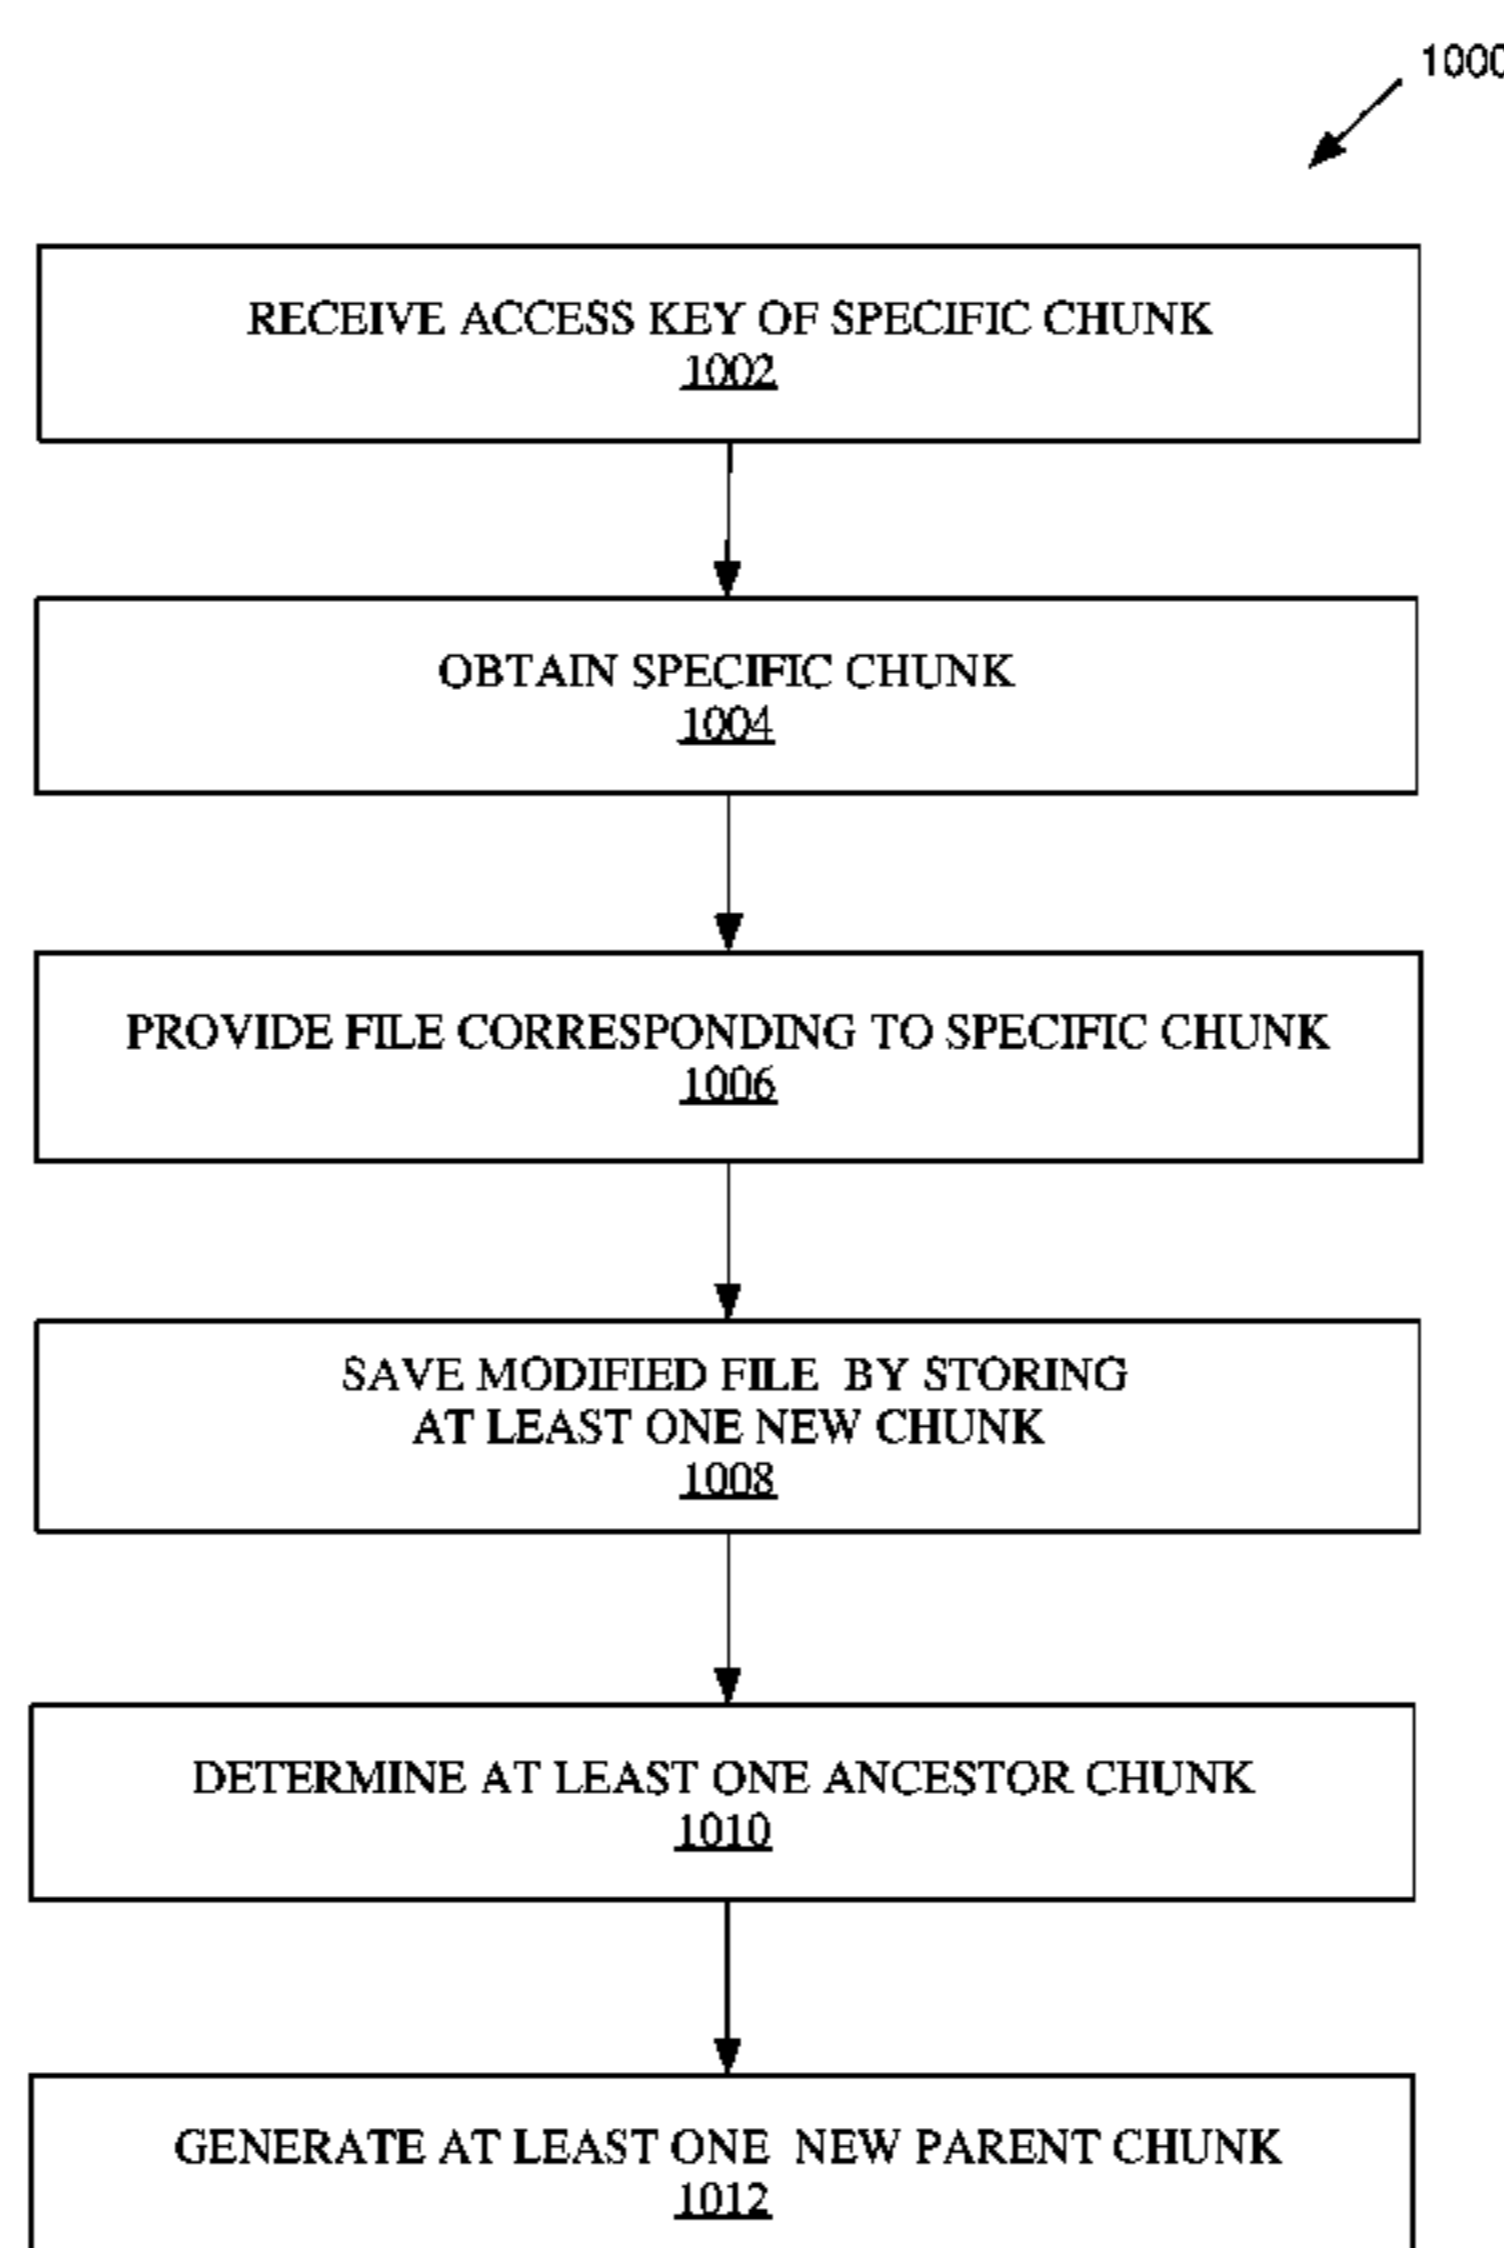 1000
RECEIVE ACCESS KEY OF SPECIFIC CHUNK
1002
OBTAIN SPECIFIC CHUNK
1004
PROVIDE FILE CORRESPONDING TO SPECIFIC CHUNK
1006
SAVE MODIFIED FILE BY STORING
AT LEAST ONE NEW CHUNK
1008
DETERMINE AT LEAST ONE ANCESTOR CHUNK
1010
GENERATE AT LEAST ONE NEW PARENT CHUNK
1012